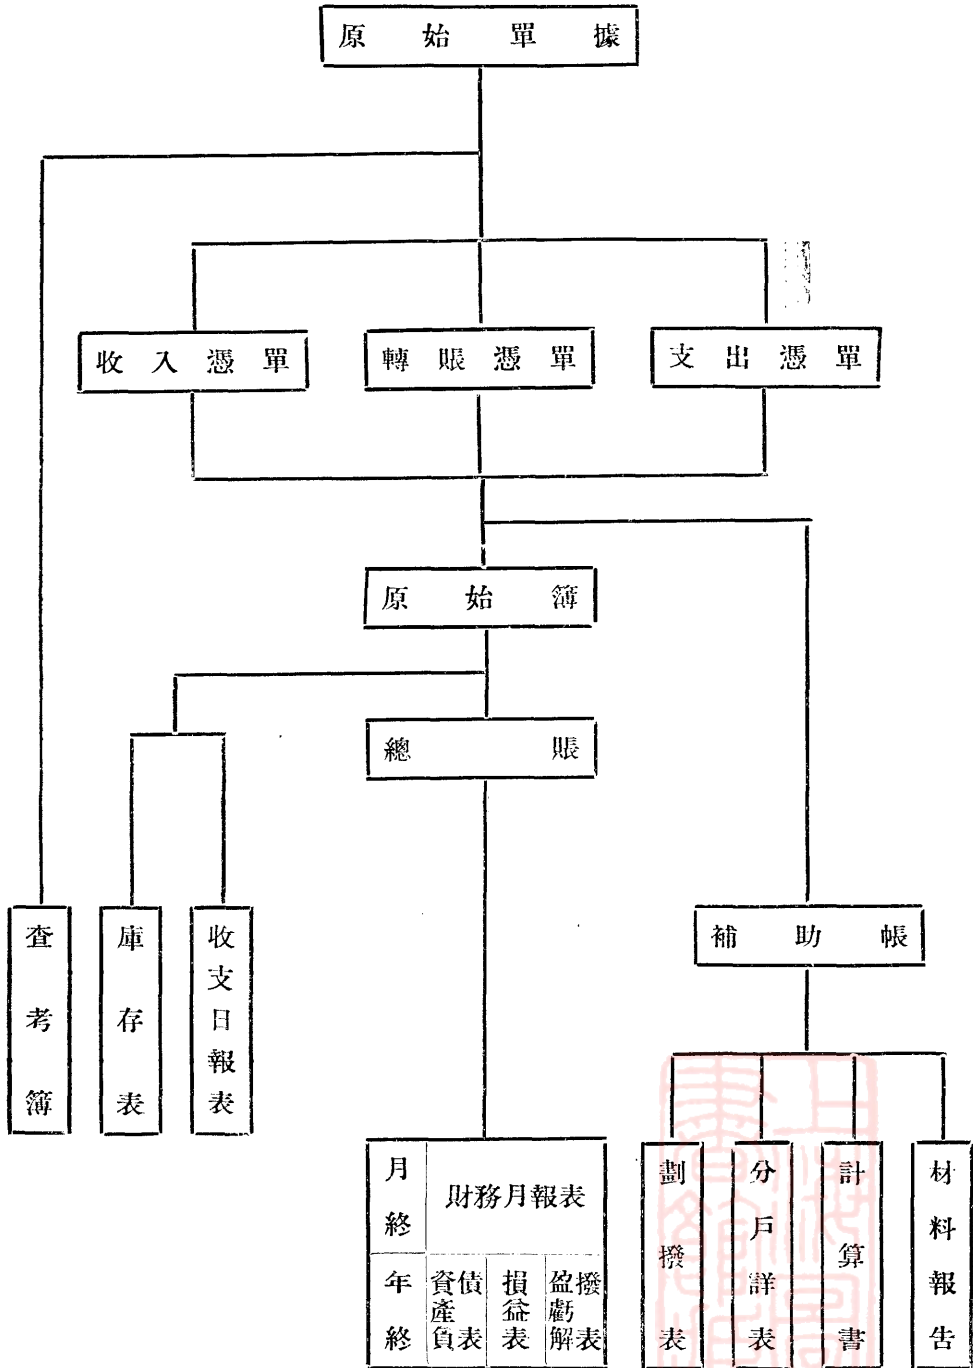 原始單據
收入憑單
轉賬憑單
支出憑單
原始簿
總賬
查考簿
庫存表
收支日報表
補助帳
月終
財務月報表
年終
資產負債表
損益表
盈虧撥解表
劃撥表
分戶詳表
計算書
材料報告